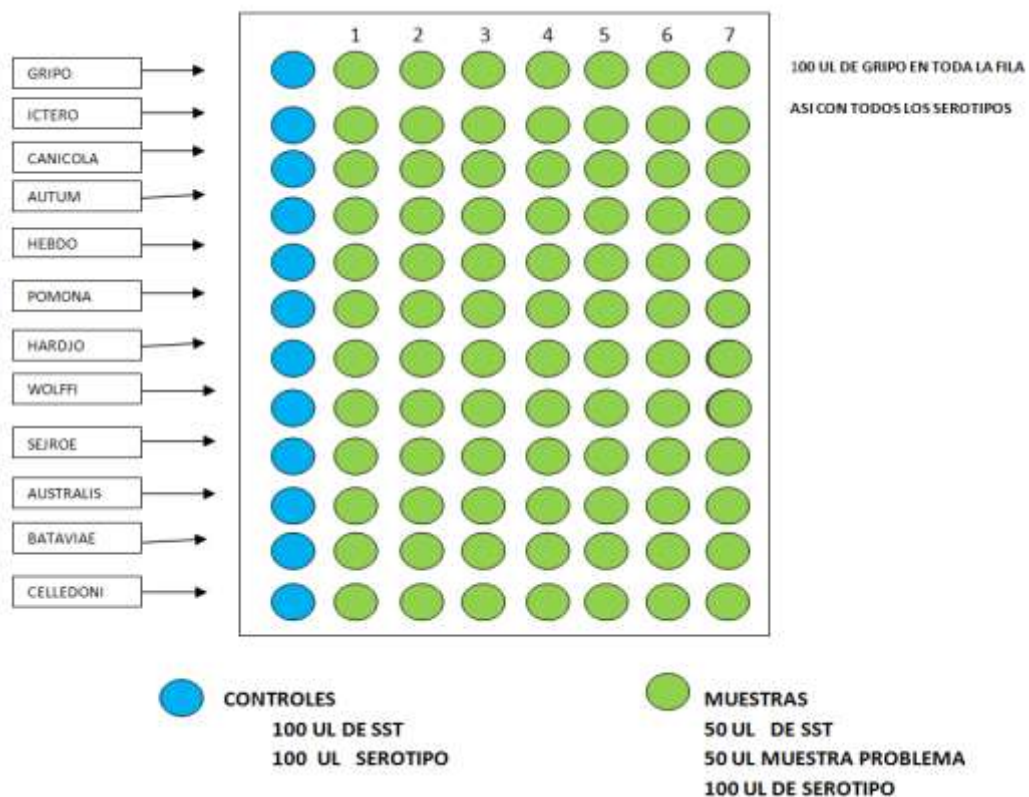 1 2 3 4 5 6 7
GRIPO
100 UL DE GRIPO EN TODA LA FILA
ICTERO
ASI CON TODOS LOS SEROTIPOS
CANICOLA
AUTUM
HEBDO
POMONA
HARDJO
WOLFFI
SEJROE
AUSTRALIS
BATAVIAE
CELLEDONI
CONTROLES
100 UL DE SST
100 UL SEROTIPO
MUESTRAS
50 UL DE SST
50 UL MUESTRA PROBLEMA
100 UL DE SEROTIPO